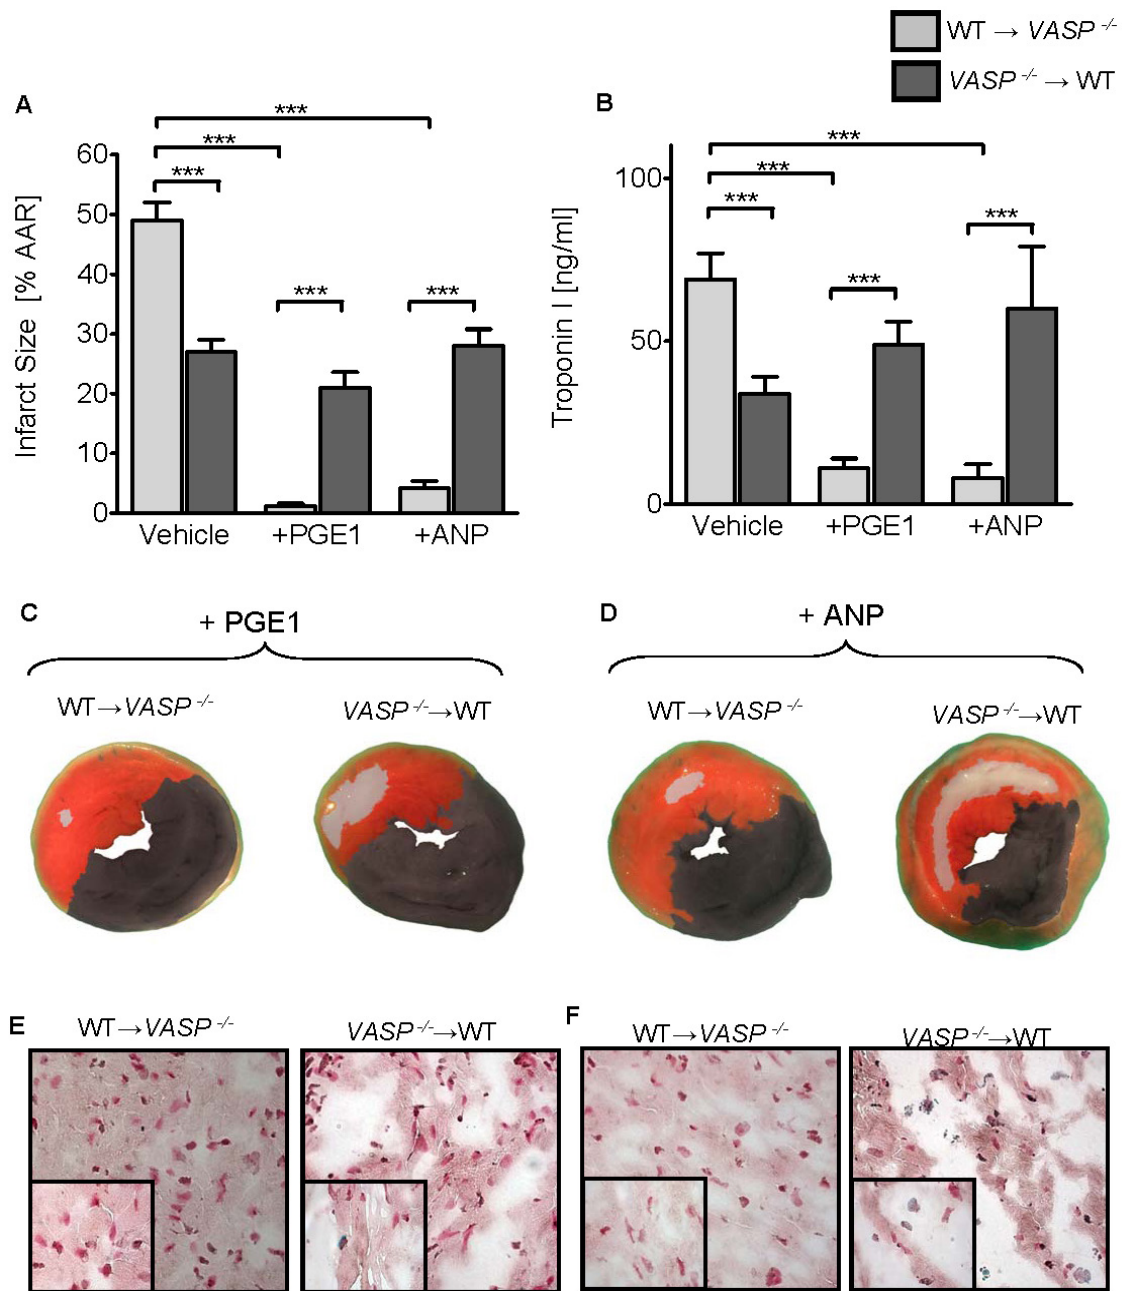 WT → VASP -/-
VASP -/- → WT
A
***
***
***
***
***
60
50
40
30
20
10
0
Infarct Size [% AAR]
Vehicle
+PGE1
+ANP
B
***
***
***
***
***
100
50
0
Troponin I [ng/ml]
Vehicle
+PGE1
+ANP
C
+ PGE1
WT→VASP -/-
VASP -/-→WT
D
+ ANP
WT→VASP -/-
VASP -/-→WT
E
WT→VASP -/-
VASP -/-→WT
F
WT→VASP -/-
VASP -/-→WT